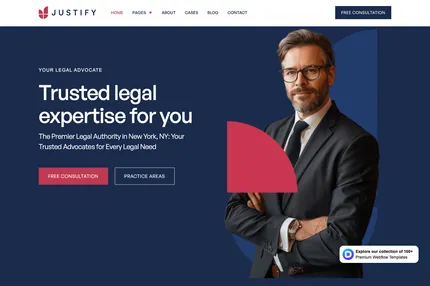 JUSTIFY
HOME PAGES ABOUT CASES BLOG CONTACT
FREE CONSULTATION
YOUR LEGAL ADVOCATE
Trusted legal
expertise for you
The Premier Legal Authority in New York, NY: Your
Trusted Advocates for Every Legal Need
FREE CONSULTATION
PRACTICE AREAS
Explore our collection of 100+
Premium Webflow Templates